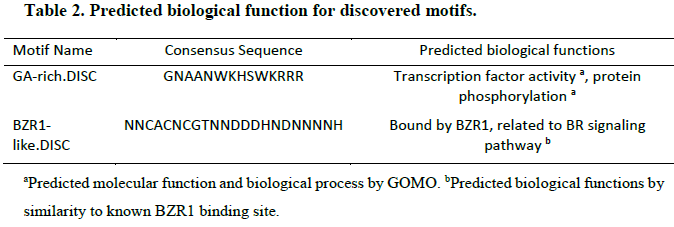 Table 2. Predicted biological function for discovered motifs.
Motif Name Consensus Sequence Predicted biological functions
GA-rich.DISC GNAANWKHSWKRRR Transcription factor activity a, protein
phosphorylation a
BZR1- NNCACNCGTNNDDDHNDNNNNH Bound by BZR1, related to BR signaling
like.DISC pathway b
aPredicted molecular function and biological process by GOMO. bPredicted biological functions by
similarity to known BZR1 binding site.